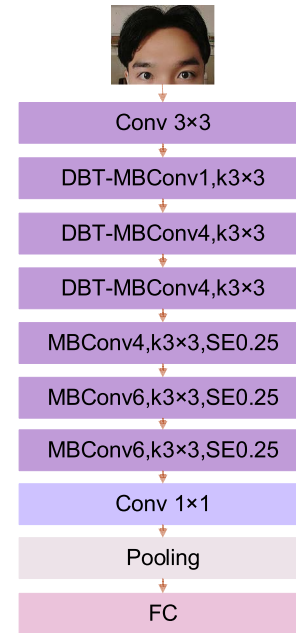 Conv 3×3
DBT-MBConv1,k3×3
DBT-MBConv4,k3×3
DBT-MBConv4,k3×3
MBConv4,k3×3,SE0.25
MBConv6,k3×3,SE0.25
MBConv6,k3×3,SE0.25
Conv 1×1
Pooling
FC